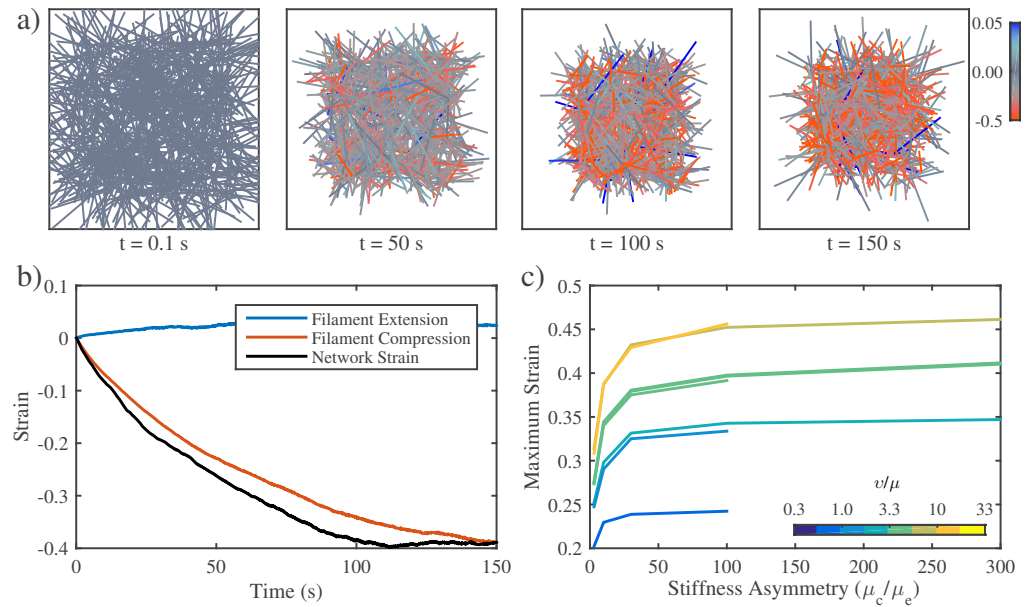 a)
0.05
0.00
-0.5
t = 0.1 s
t = 50 s
t = 100 s
t = 150 s
b)
0.1
0
-0.1
-0.2
-0.3
-0.4
Strain
Filament Extension
Filament Compression
Network Strain
0 50 100 150
Time (s)
c)
0.5
0.45
0.4
0.35
0.3
0.25
0.2
Maximum Strain
υ/μ
0.3 1.0 3.3 10 33
0 50 100 150 200 250 300
Stiffness Asymmetry (μc/μe)